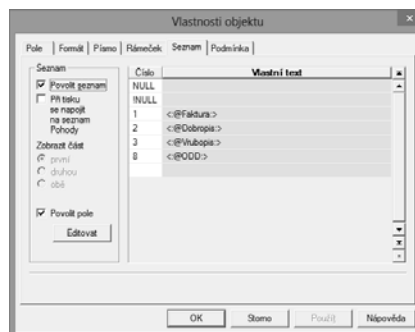 Vlastnosti objektu
x
Pole Formát Písmo Rámeček Seznam Podmínka
Seznam
Povolit seznam
Při tisku
se napojit
na seznam
Pohody
Zobrazit část
první
druhou
obě
Povolit pole
Editovat
Číslo Vlastní text
NULL
!NULL
1 <:@Faktura:>
2 <:@Dobropis:>
3 <:@Vrubopis:>
8 <:@ODD:>
OK Storno Použít Nápověda